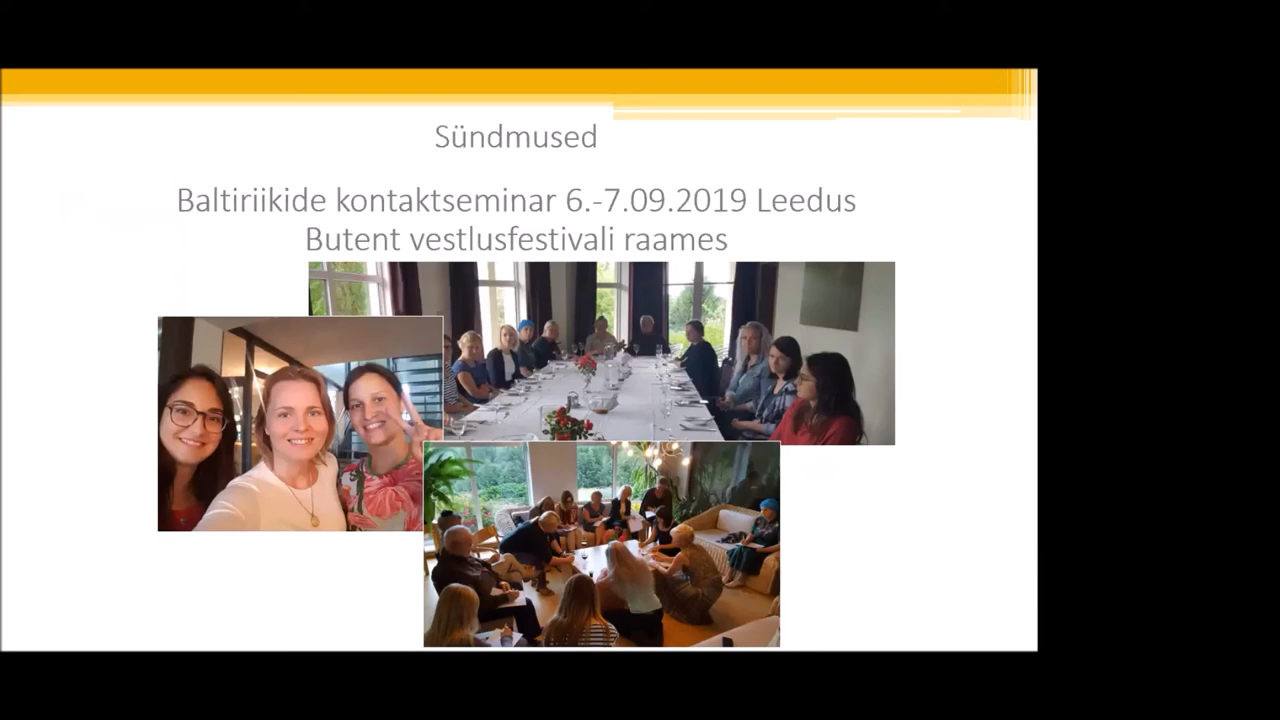 Sündmused
Baltiriikide kontaktseminar 6.-7.09.2019 Leedus
Butent vestlusfestivali raames